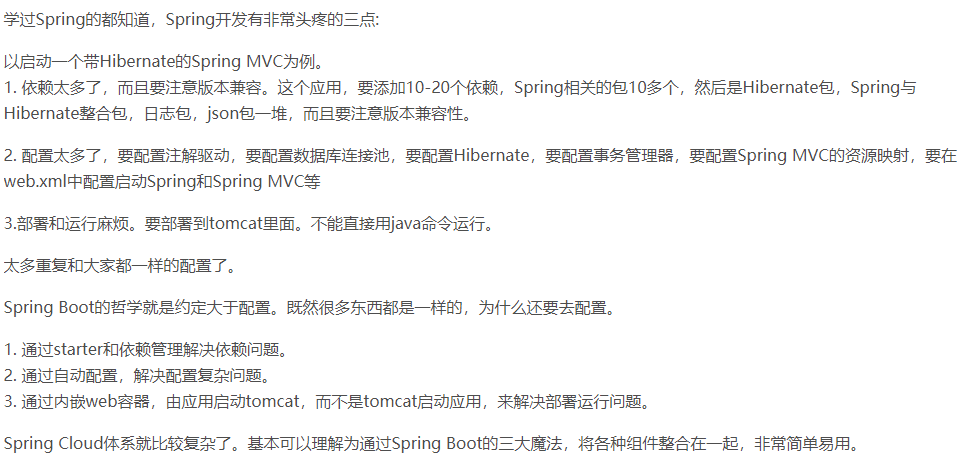 学过Spring的都知道，Spring开发有非常头疼的三点:
以启动一个带Hibernate的Spring MVC为例。
1. 依赖太多了，而且要注意版本兼容。这个应用，要添加10-20个依赖，Spring相关的包10多个，然后是Hibernate包，Spring与
Hibernate整合包，日志包，json包一堆，而且要注意版本兼容性。
2. 配置太多了，要配置注解驱动，要配置数据库连接池，要配置Hibernate，要配置事务管理器，要配置Spring MVC的资源映射，要在
web.xml中配置启动Spring和Spring MVC等
3.部署和运行麻烦。要部署到tomcat里面。不能直接用java命令运行。
太多重复和大家都一样的配置了。
Spring Boot的哲学就是约定大于配置。既然很多东西都是一样的，为什么还要去配置。
1. 通过starter和依赖管理解决依赖问题。
2. 通过自动配置，解决配置复杂问题。
3. 通过内嵌web容器，由应用启动tomcat，而不是tomcat启动应用，来解决部署运行问题。
Spring Cloud体系就比较复杂了。基本可以理解为通过Spring Boot的三大魔法，将各种组件整合在一起，非常简单易用。